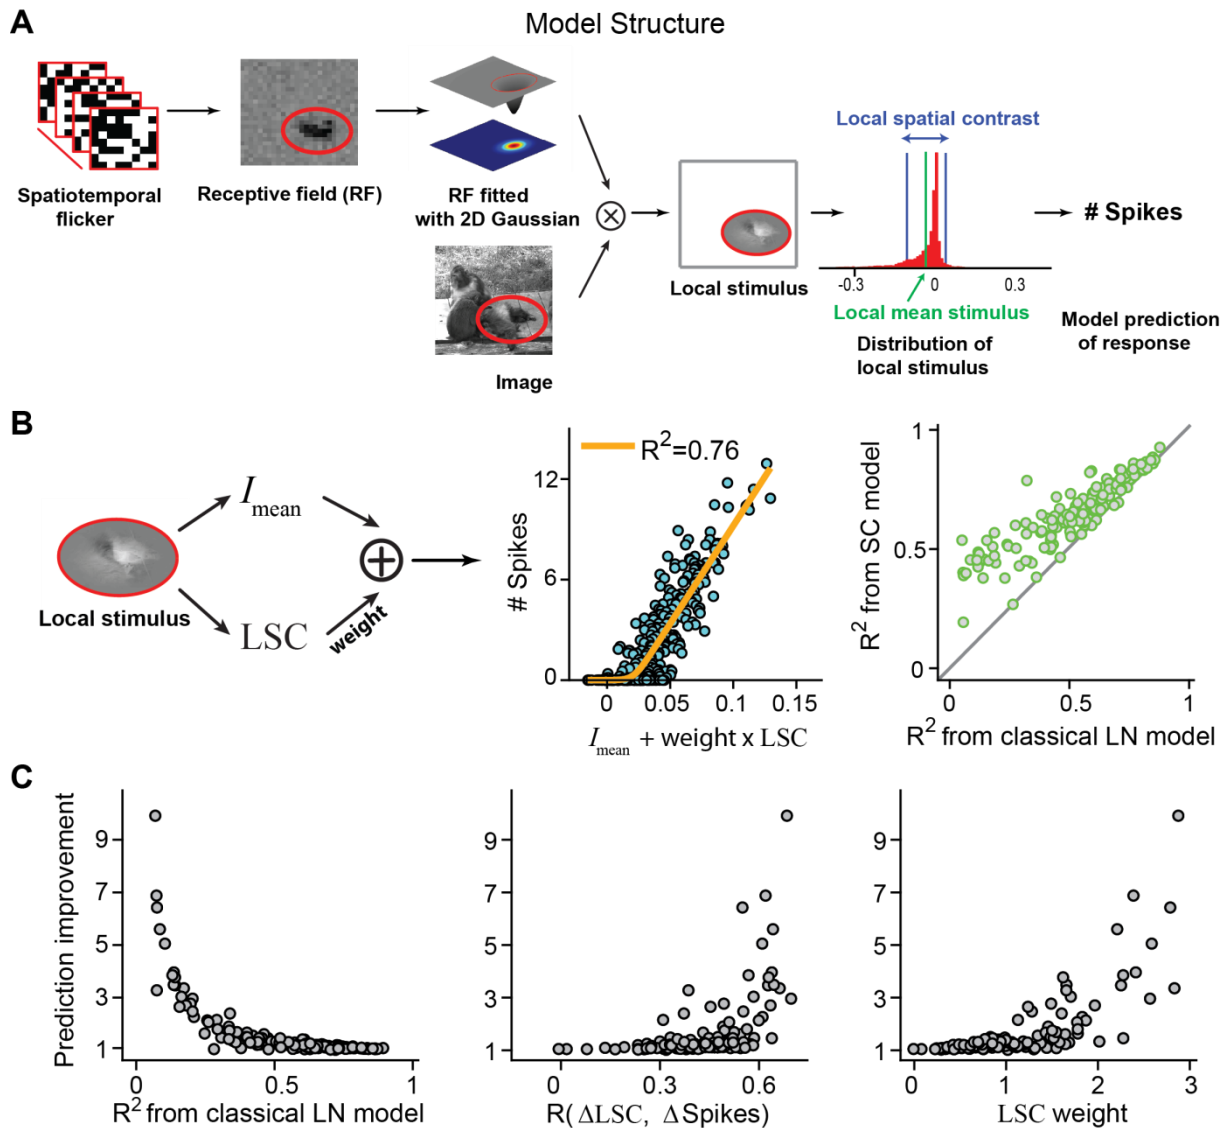 A
Model Structure
Spatiotemporal
flicker
Receptive field (RF)
RF fitted
with 2D Gaussian
Image
Local stimulus
Local spatial contrast
-0.3 0 0.3
Local mean stimulus
Distribution of
local stimulus
# Spikes
Model prediction
of response
B
Local stimulus
I mean
LSC
weight
R²=0.76
# Spikes
12
6
0
0 0.05 0.1 0.15
I mean + weight x LSC
R² from SC model
1
0.5
0
0 0.5 1
R² from classical LN model
C
Prediction improvement
9
7
5
3
1
0 0.5 1
R² from classical LN model
9
7
5
3
1
0 0.3 0.6
R(ΔLSC, ΔSpikes)
9
7
5
3
1
0 1 2 3
LSC weight